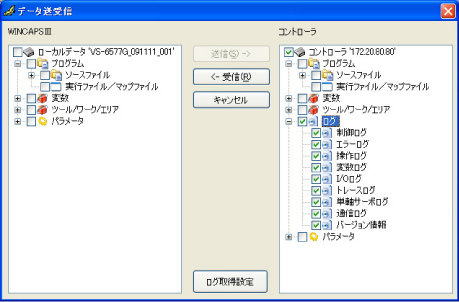 データ送受信
WINCAPSⅢ
ローカルデータ 'VS-6577G_091111_001'
プログラム
ソースファイル
実行ファイル／マップファイル
変数
ツール/ワーク/エリア
パラメータ
送信(S) ->
<- 受信(R)
キャンセル
ログ取得設定
コントローラ
コントローラ '172.20.60.80'
プログラム
ソースファイル
実行ファイル／マップファイル
変数
ツール/ワーク/エリア
ログ
制御ログ
エラーログ
操作ログ
変数ログ
I/Oログ
トレースログ
単軸サーボログ
通信ログ
バージョン情報
パラメータ